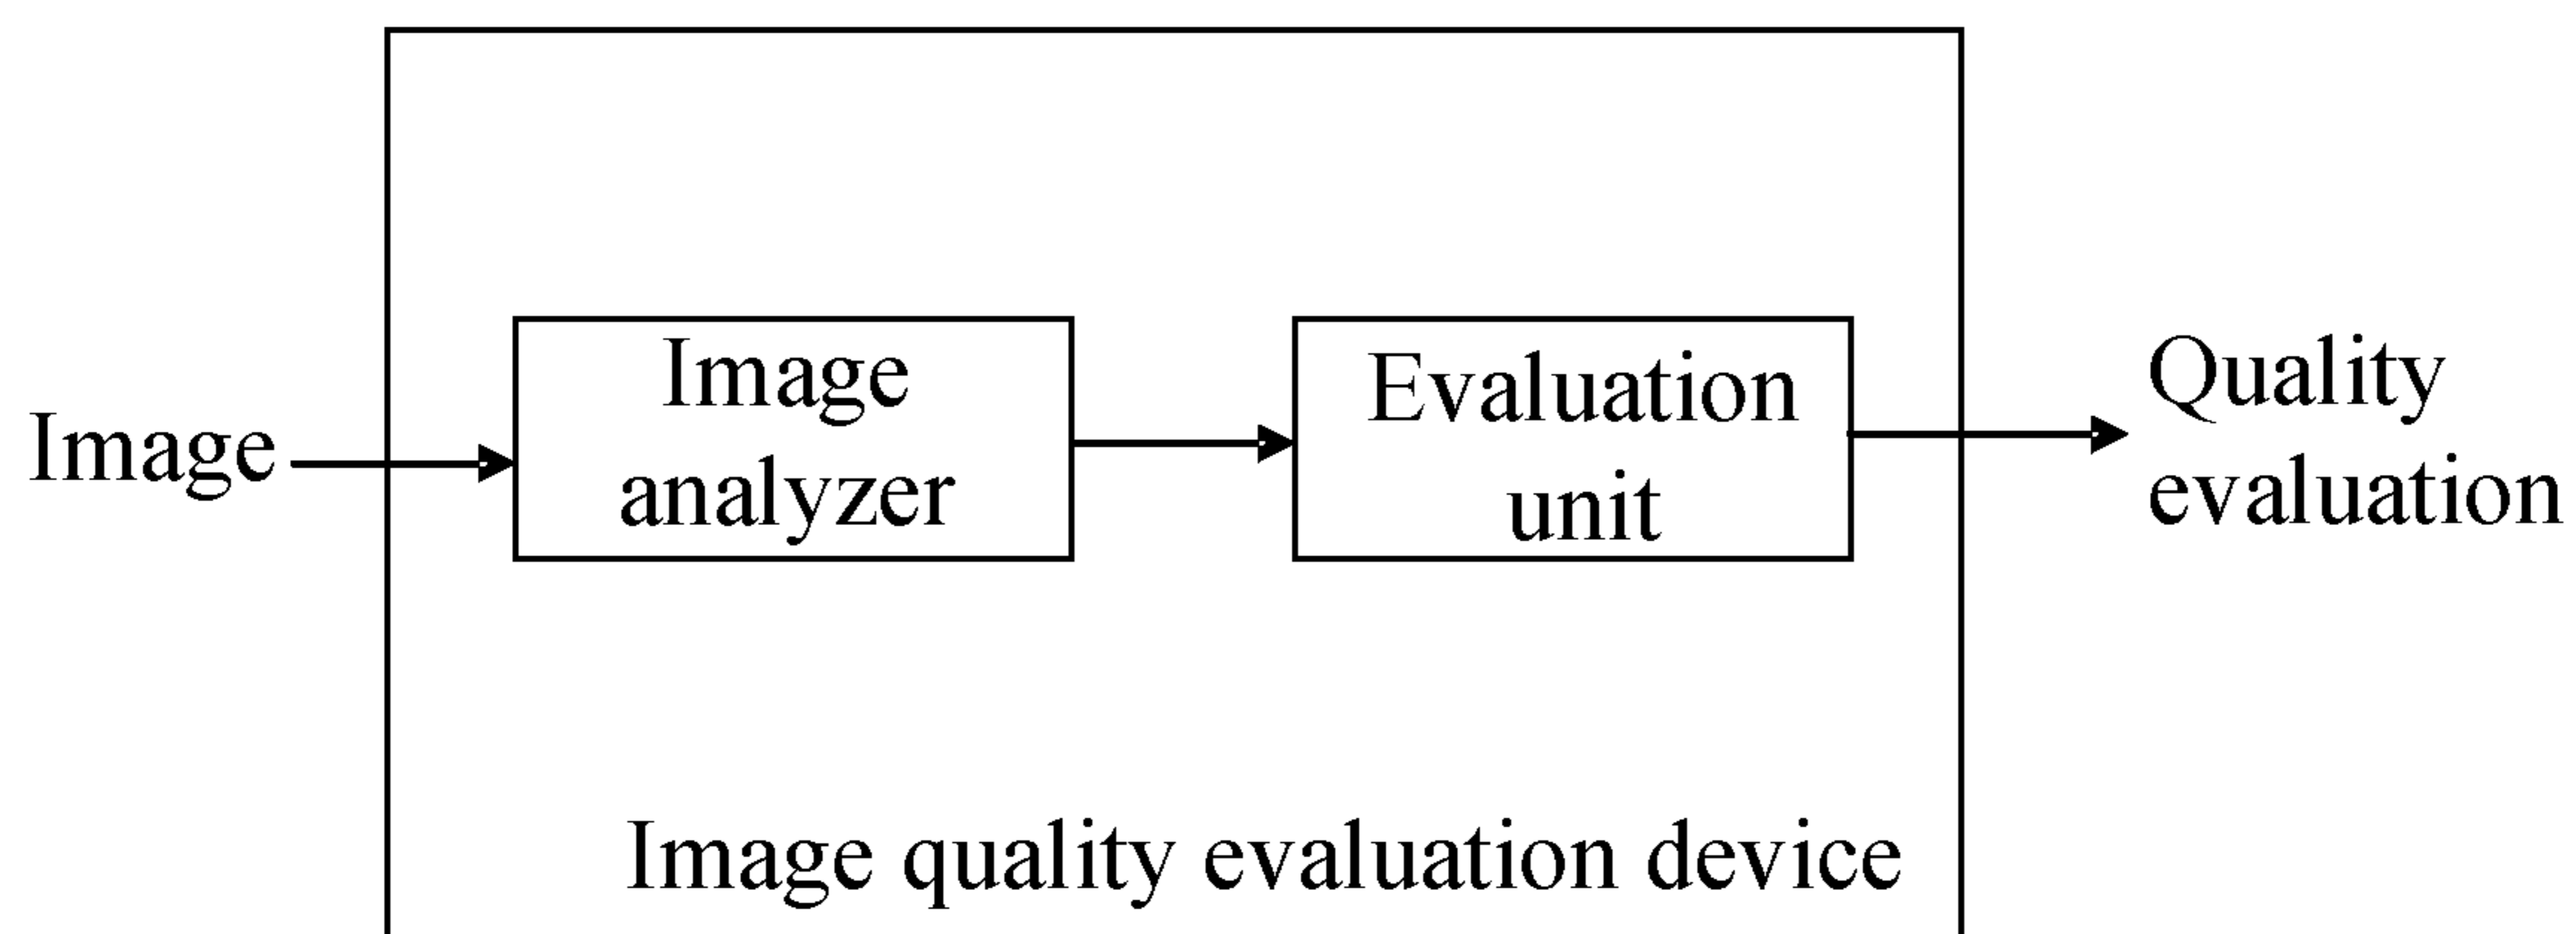 Image
Image
analyzer
Evaluation
unit
Quality
evaluation
Image quality evaluation device